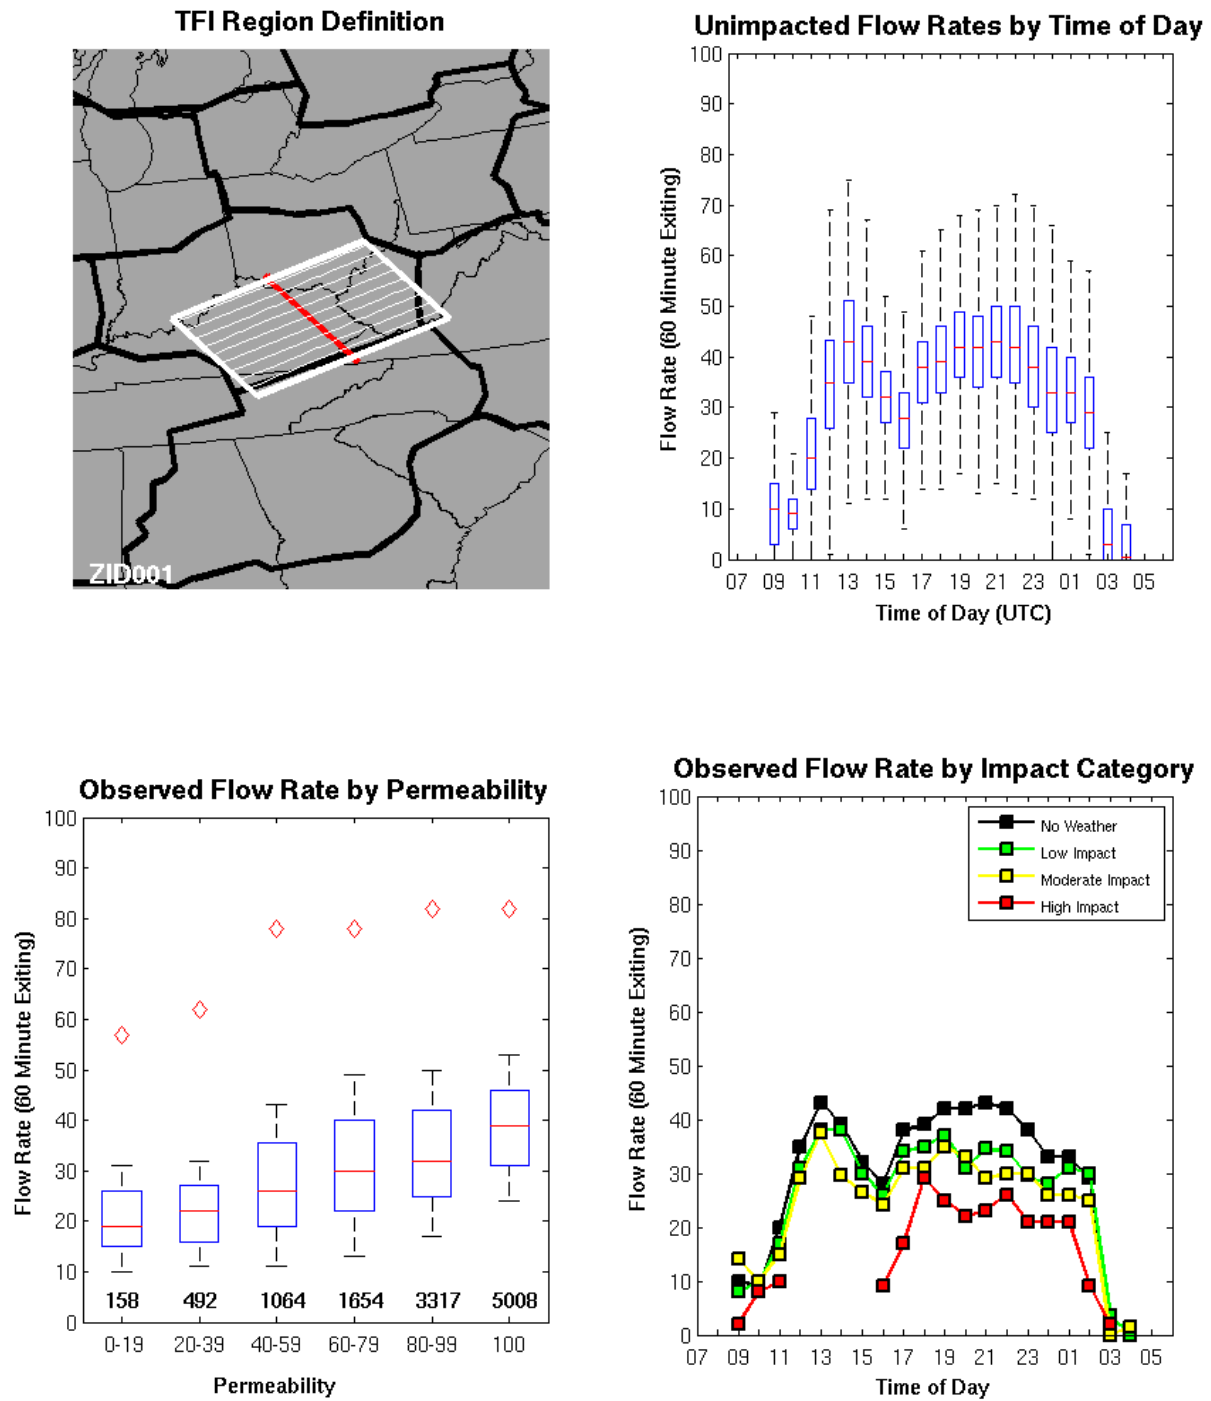 TFI Region Definition
ZID001
Unimpacted Flow Rates by Time of Day
Flow Rate (60 Minute Exiting)
100
90
80
70
60
50
40
30
20
10
0
07 09 11 13 15 17 19 21 23 01 03 05
Time of Day (UTC)
Observed Flow Rate by Permeability
Flow Rate (60 Minute Exiting)
100
90
80
70
60
50
40
30
20
10
0
158 492 1064 1654 3317 5008
0-19 20-39 40-59 60-79 80-99 100
Permeability
Observed Flow Rate by Impact Category
Flow Rate (60 Minute Exiting)
100
90
80
70
60
50
40
30
20
10
0
No Weather
Low Impact
Moderate Impact
High Impact
07 09 11 13 15 17 19 21 23 01 03 05
Time of Day